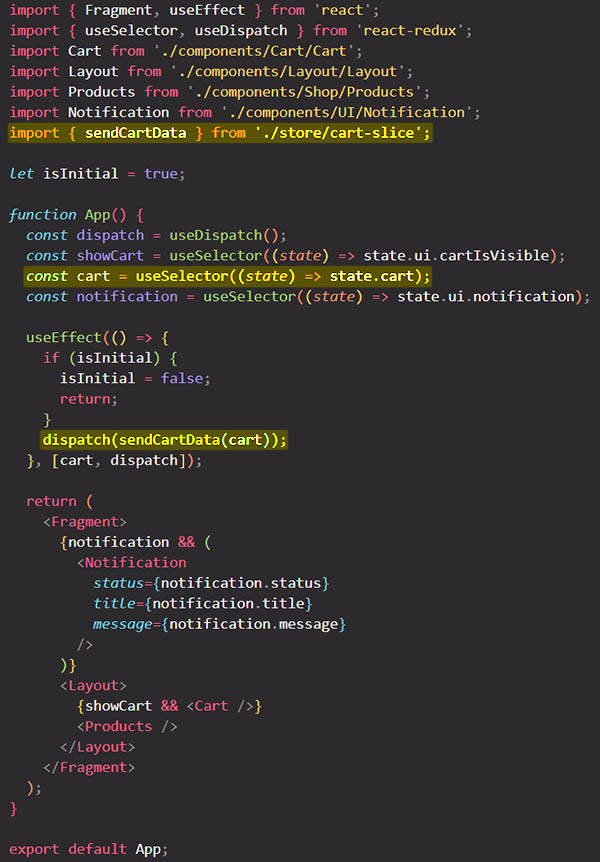 import { Fragment, useEffect } from 'react';
import { useSelector, useDispatch } from 'react-redux';
import Cart from './components/Cart/Cart';
import Layout from './components/Layout/Layout';
import Products from './components/Shop/Products';
import Notification from './components/UI/Notification';
import { sendCartData } from './store/cart-slice';

let isInitial = true;

function App() {
  const dispatch = useDispatch();
  const showCart = useSelector((state) => state.ui.cartIsVisible);
  const cart = useSelector((state) => state.cart);
  const notification = useSelector((state) => state.ui.notification);

  useEffect(() => {
    if (isInitial) {
      isInitial = false;
      return;
    }
    dispatch(sendCartData(cart));
  }, [cart, dispatch]);

  return (
    <Fragment>
      {notification && (
        <Notification
          status={notification.status}
          title={notification.title}
          message={notification.message}
        />
      )}
      <Layout>
        {showCart && <Cart />}
        <Products />
      </Layout>
    </Fragment>
  );
}

export default App;